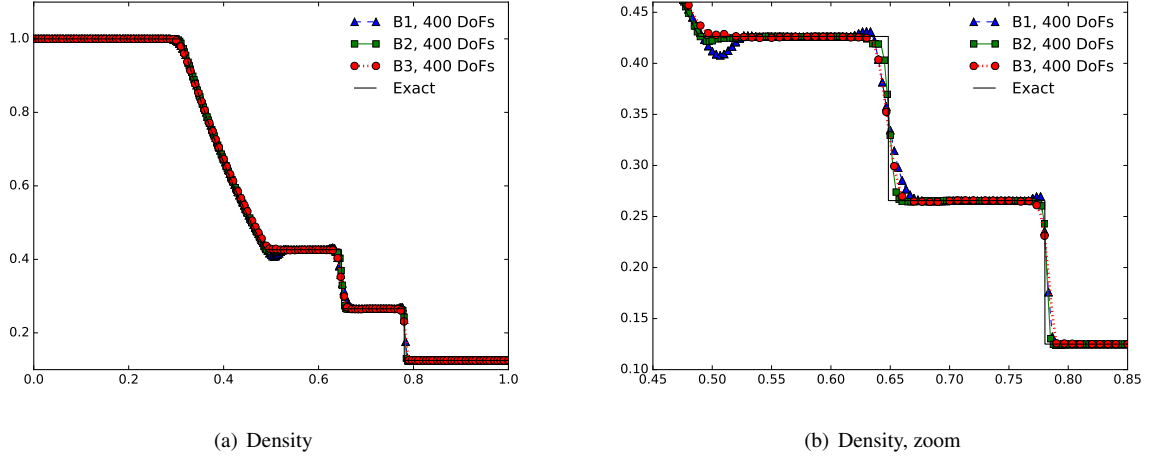 B1, 400 DoFs
B2, 400 DoFs
B3, 400 DoFs
Exact
1.0
0.8
0.6
0.4
0.2
0.0 0.2 0.4 0.6 0.8 1.0
(a) Density
B1, 400 DoFs
B2, 400 DoFs
B3, 400 DoFs
Exact
0.45
0.40
0.35
0.30
0.25
0.20
0.15
0.10
0.45 0.50 0.55 0.60 0.65 0.70 0.75 0.80 0.85
(b) Density, zoom